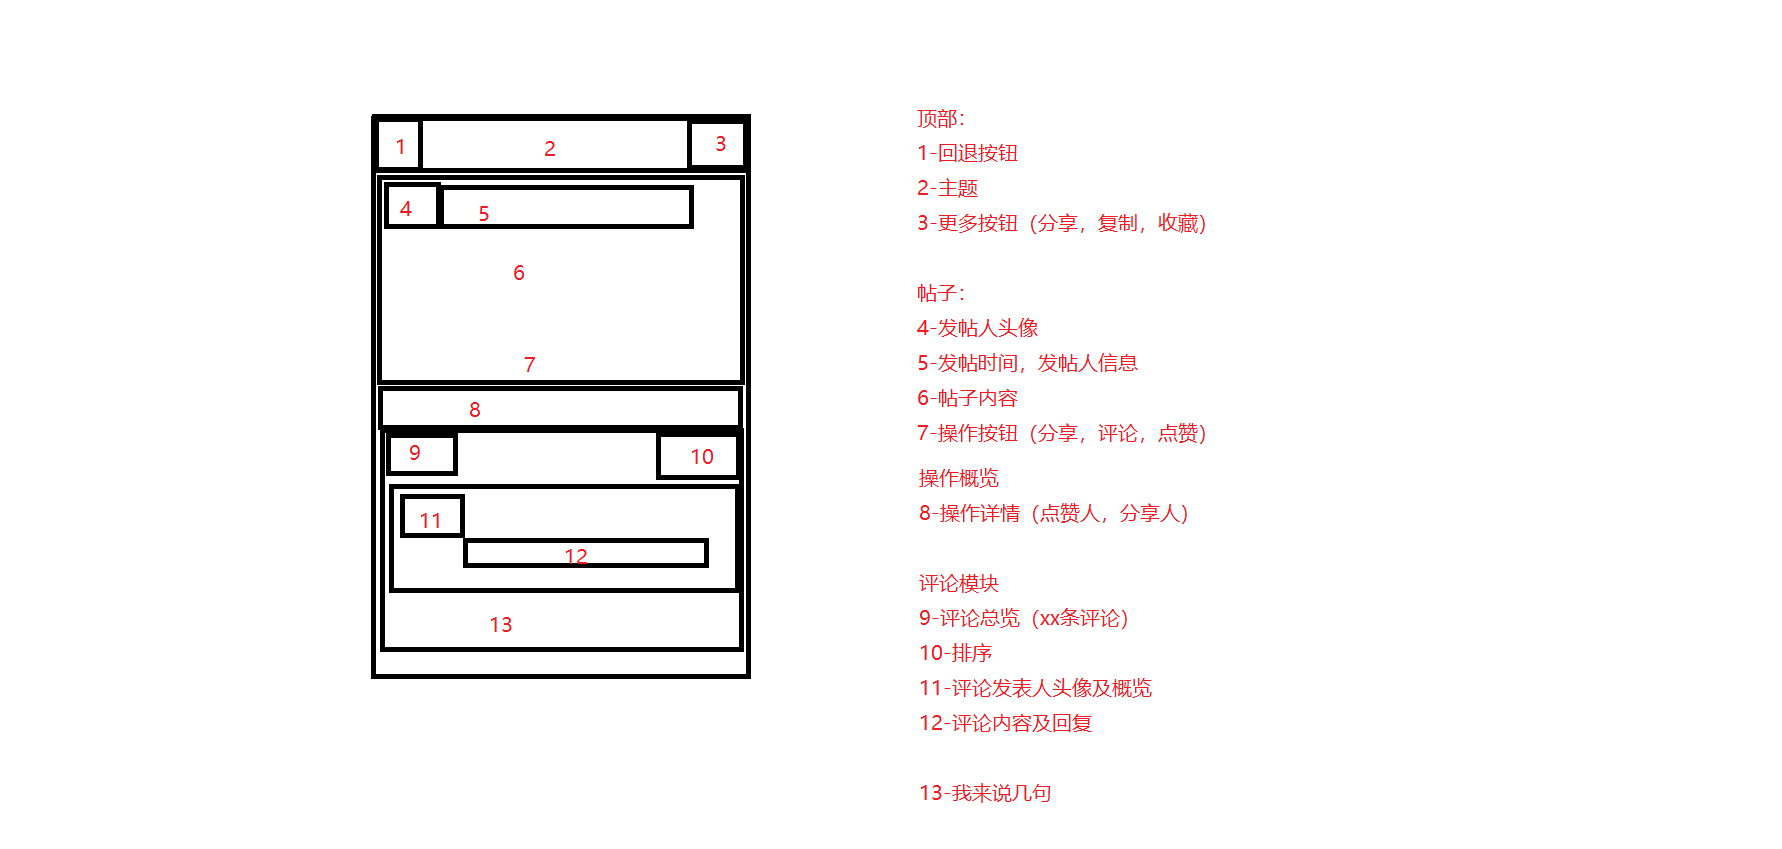 1
2
3
4
5
6
7
8
9
10
11
12
13
顶部：
1-回退按钮
2-主题
3-更多按钮（分享，复制，收藏）
帖子：
4-发帖人头像
5-发帖时间，发帖人信息
6-帖子内容
7-操作按钮（分享，评论，点赞）
操作概览
8-操作详情（点赞人，分享人）
评论模块
9-评论总览（xx条评论）
10-排序
11-评论发表人头像及概览
12-评论内容及回复
13-我来说几句